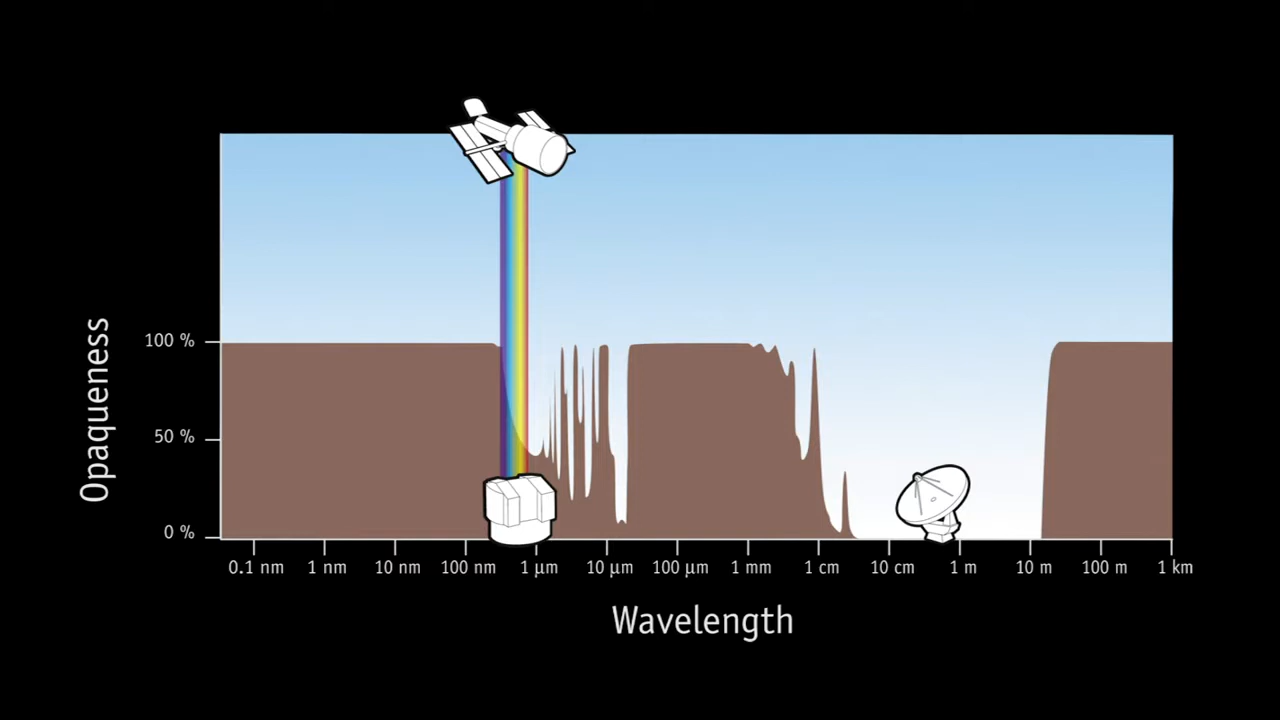 Opaqueness
100 %
50 %
0 %
0.1 nm 1 nm 10 nm 100 nm 1 µm 10 µm 100 µm 1 mm 1 cm 10 cm 1 m 10 m 100 m 1 km
Wavelength